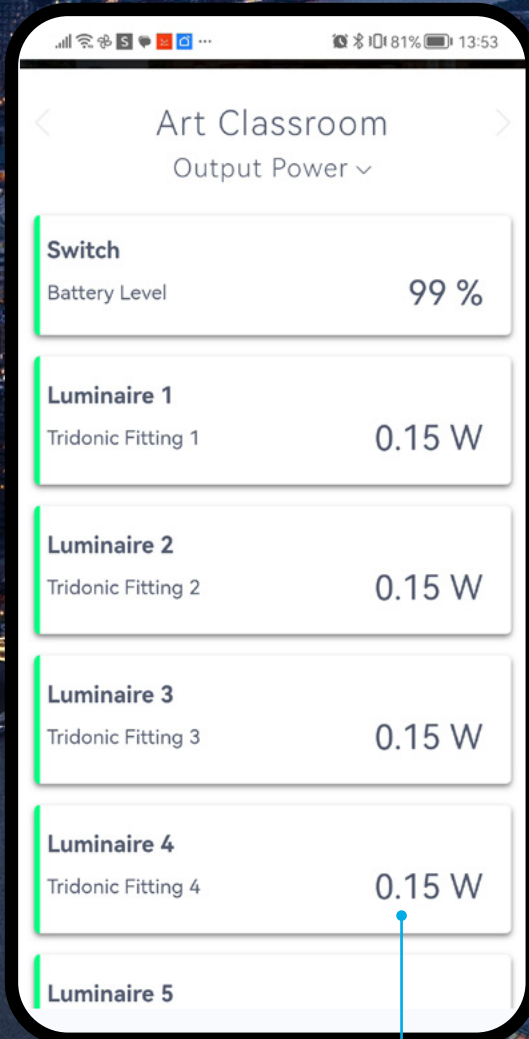 81% 13:53
Art Classroom
Output Power
Switch
Battery Level
99 %
Luminaire 1
Tridonic Fitting 1
0.15 W
Luminaire 2
Tridonic Fitting 2
0.15 W
Luminaire 3
Tridonic Fitting 3
0.15 W
Luminaire 4
Tridonic Fitting 4
0.15 W
Luminaire 5